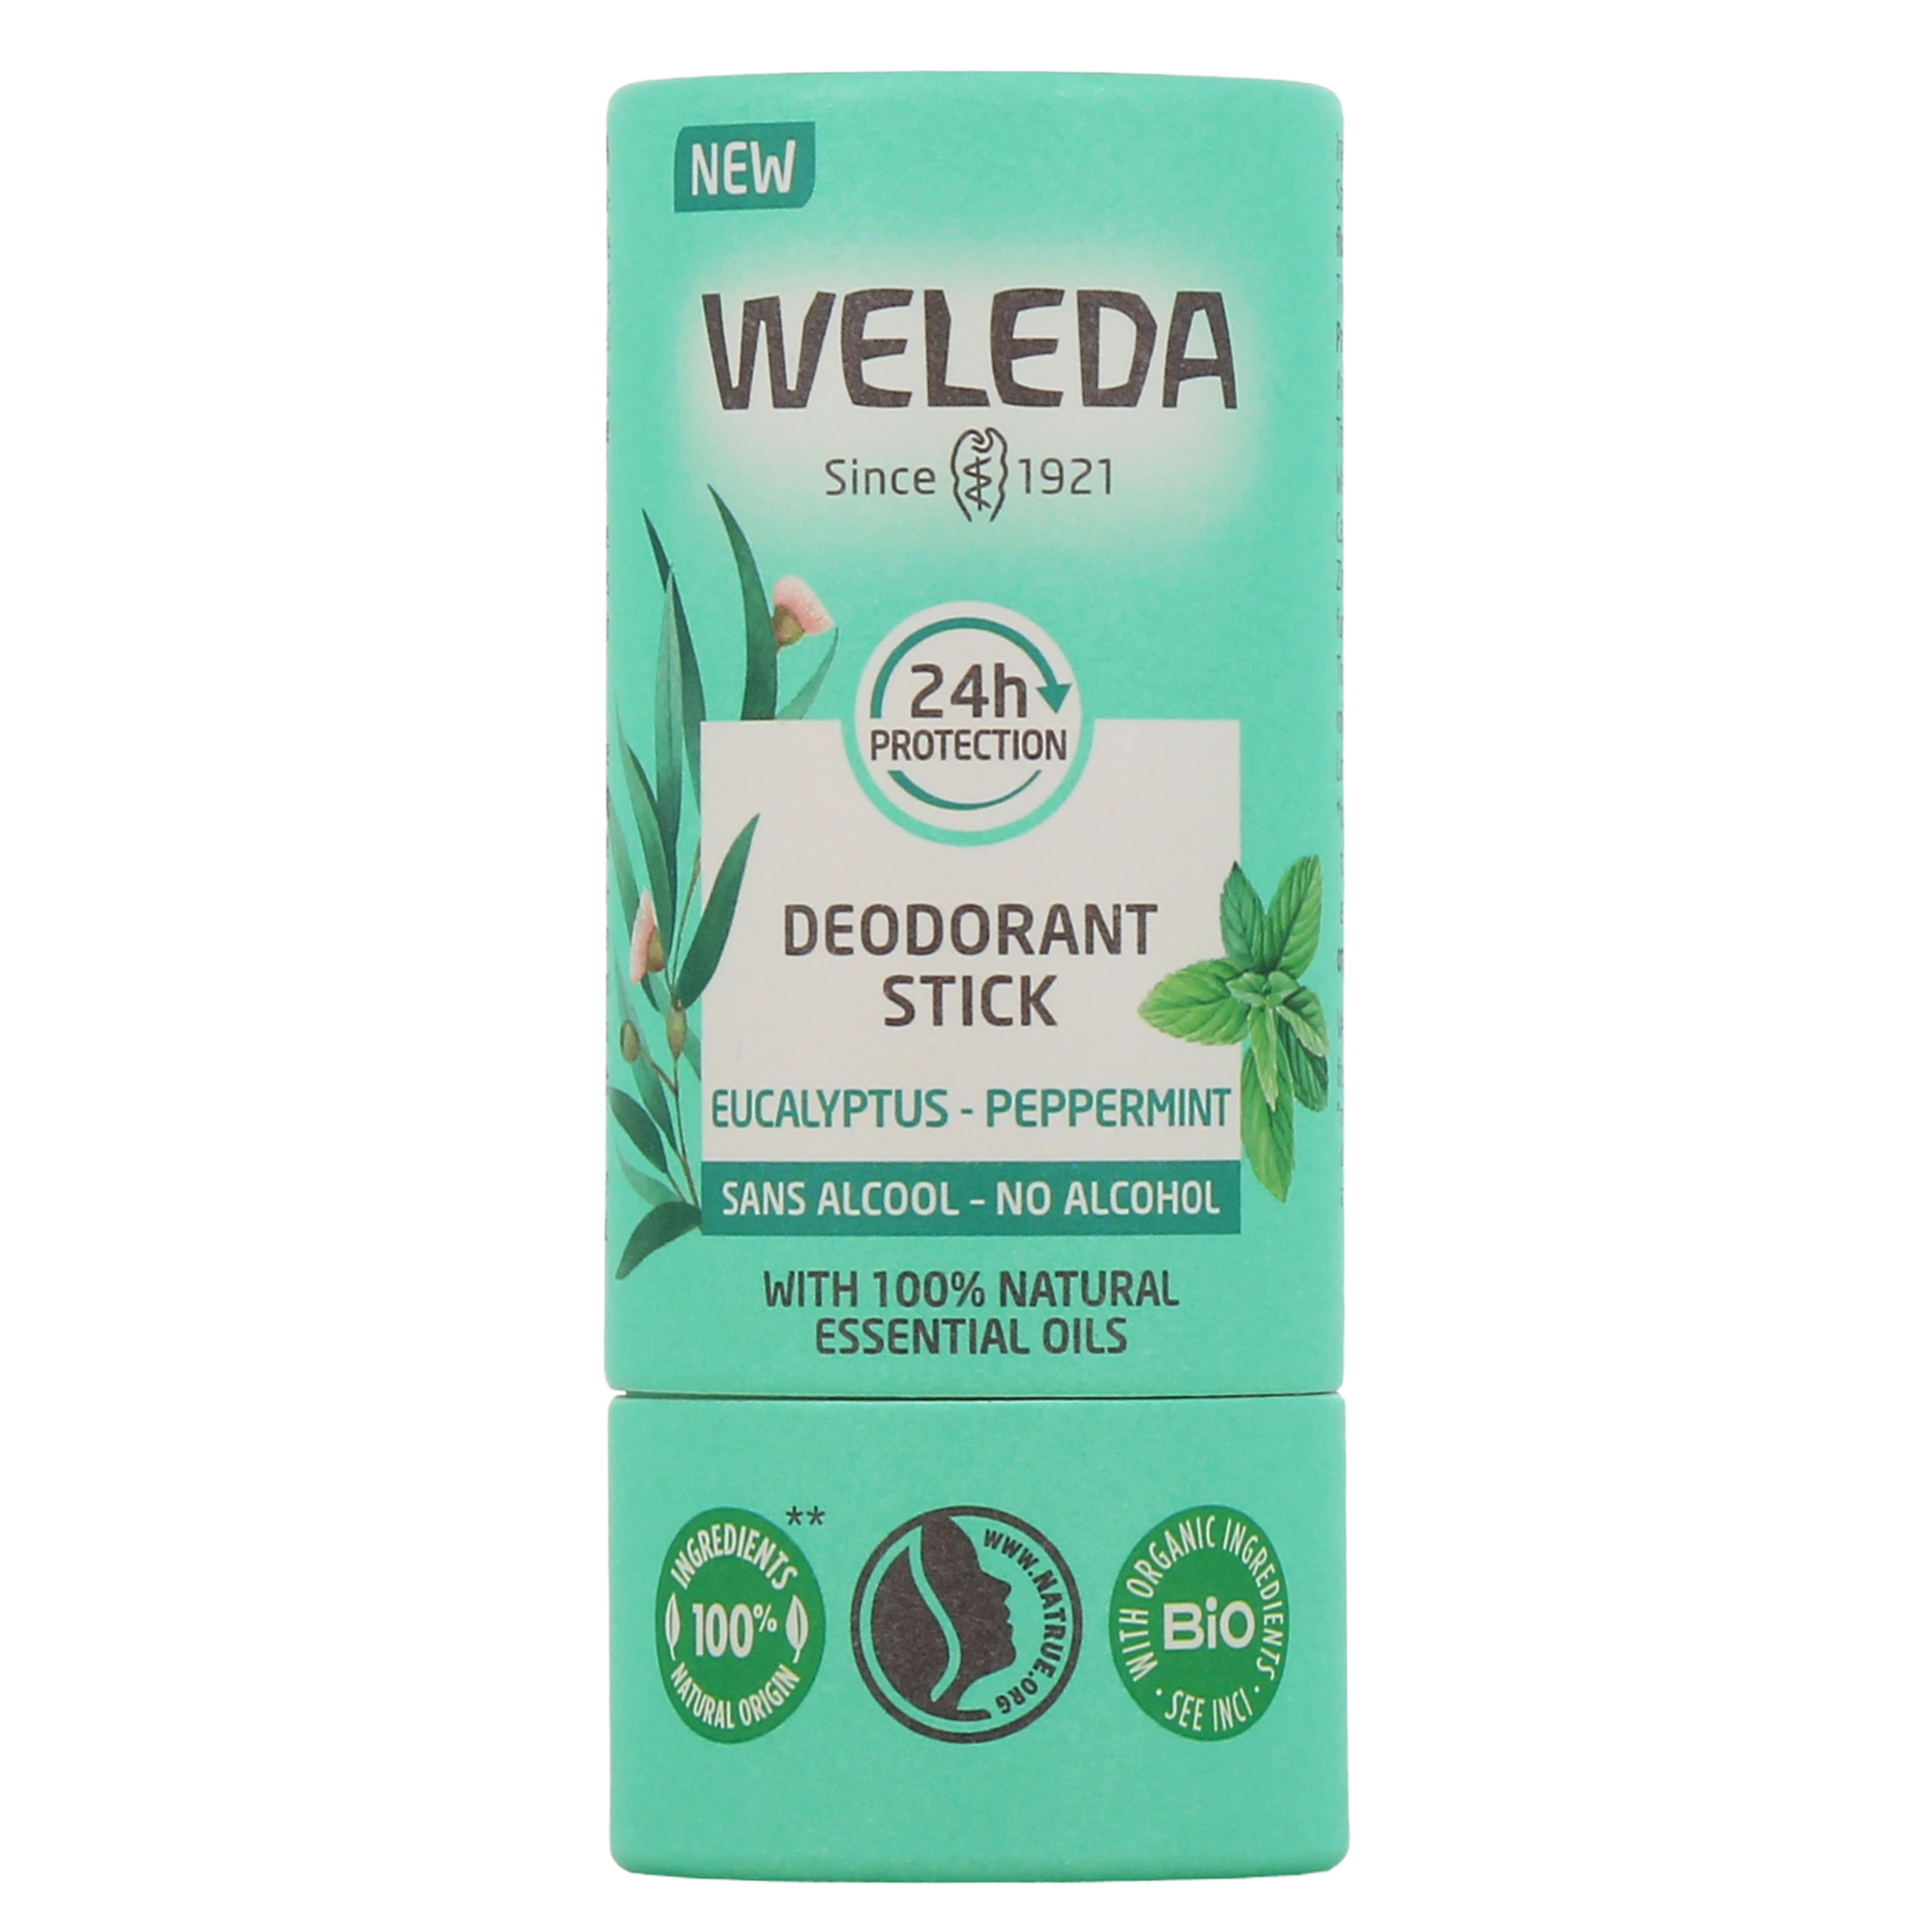 NEW
WELEDA
Since 1921
24h
PROTECTION
DEODORANT
STICK
EUCALYPTUS - PEPPERMINT
SANS ALCOOL - NO ALCOHOL
WITH 100% NATURAL
ESSENTIAL OILS
INGREDIENTS **
100%
NATURAL ORIGIN
WWW.NATRUE.ORG
WITH ORGANIC INGREDIENTS
BiO
• SEE INCI •